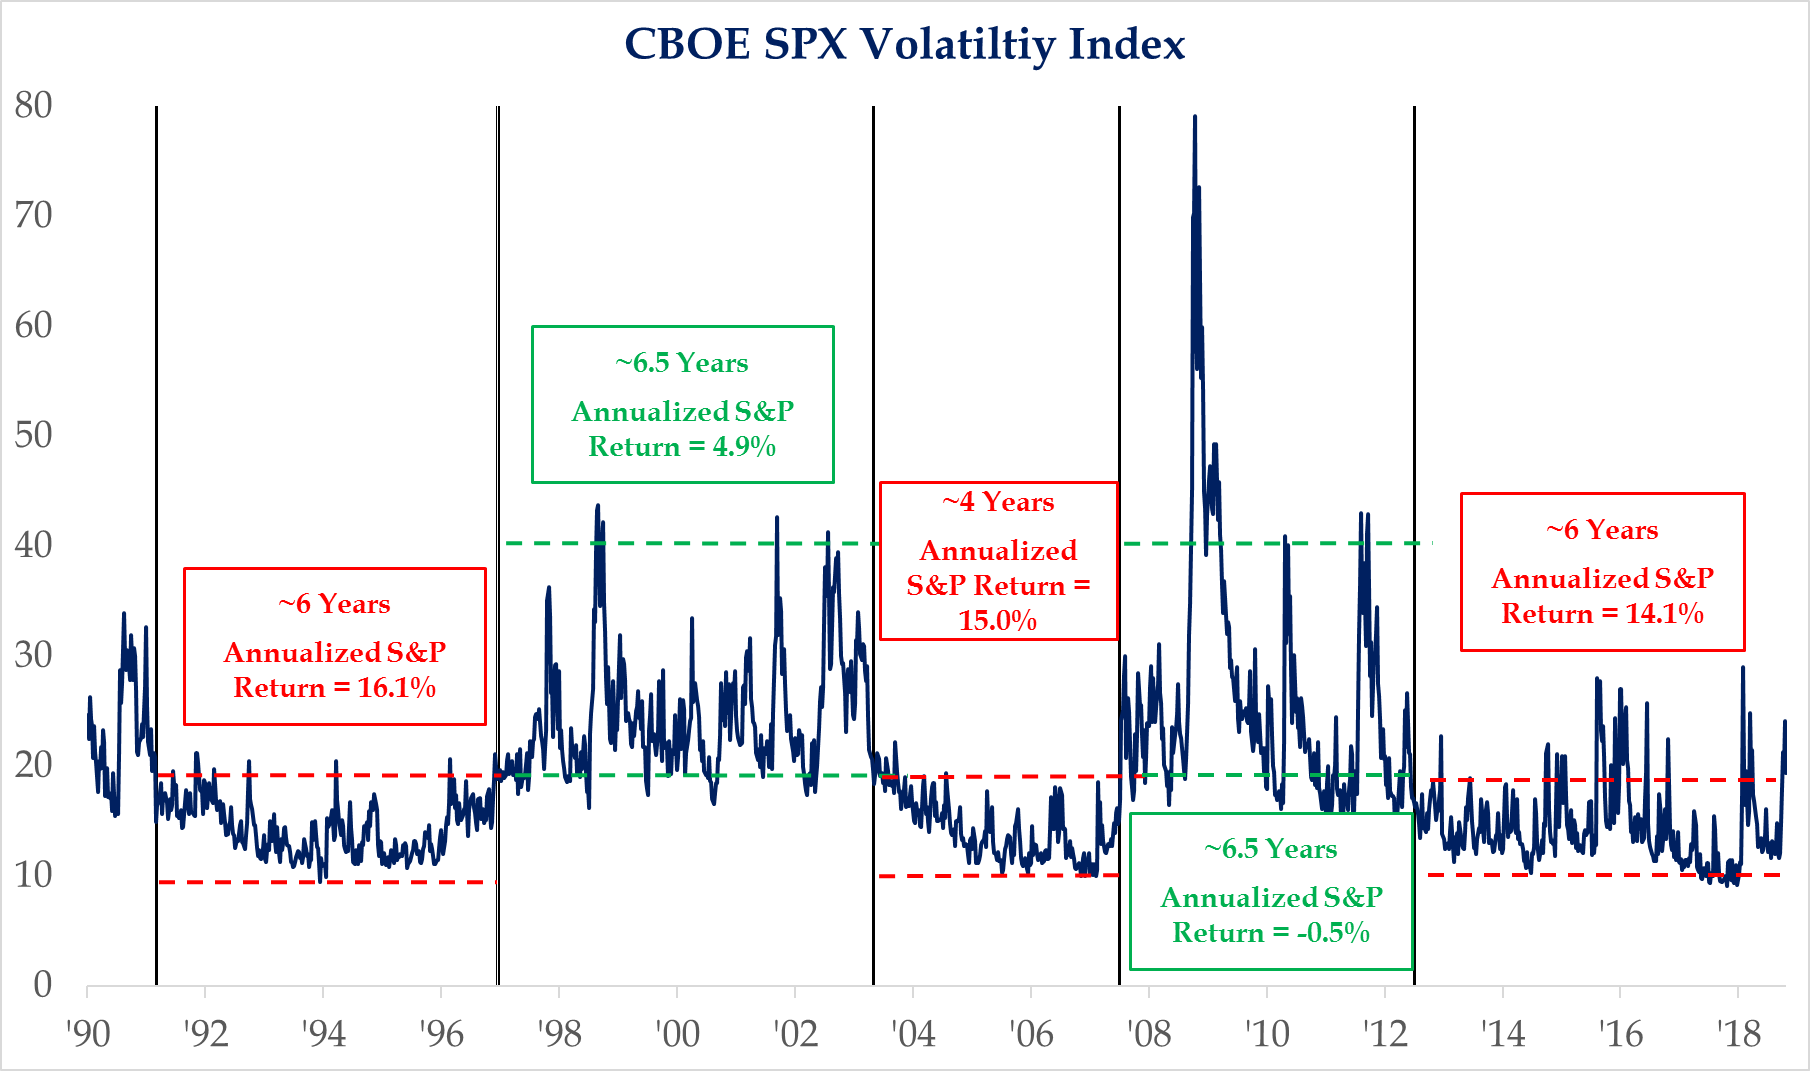 CBOE SPX Volatiltiy Index
80
70
60
50
40
30
20
10
0
~6 Years
Annualized S&P
Return = 16.1%
~6.5 Years
Annualized S&P
Return = 4.9%
~4 Years
Annualized
S&P Return =
15.0%
~6.5 Years
Annualized S&P
Return = -0.5%
~6 Years
Annualized S&P
Return = 14.1%
'90 '92 '94 '96 '98 '00 '02 '04 '06 '08 '10 '12 '14 '16 '18